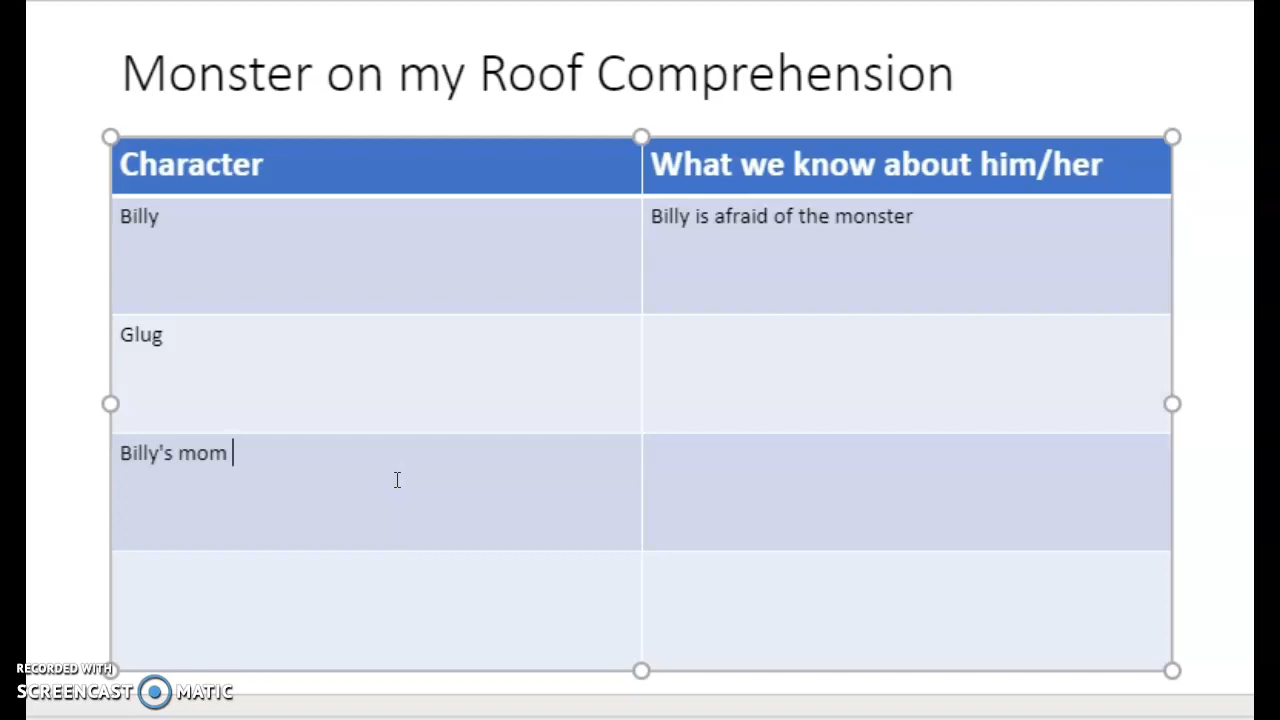 Monster on my Roof Comprehension
Character What we know about him/her
Billy Billy is afraid of the monster
Glug
Billy's mom
RECORDED WITH
SCREENCAST MATIC